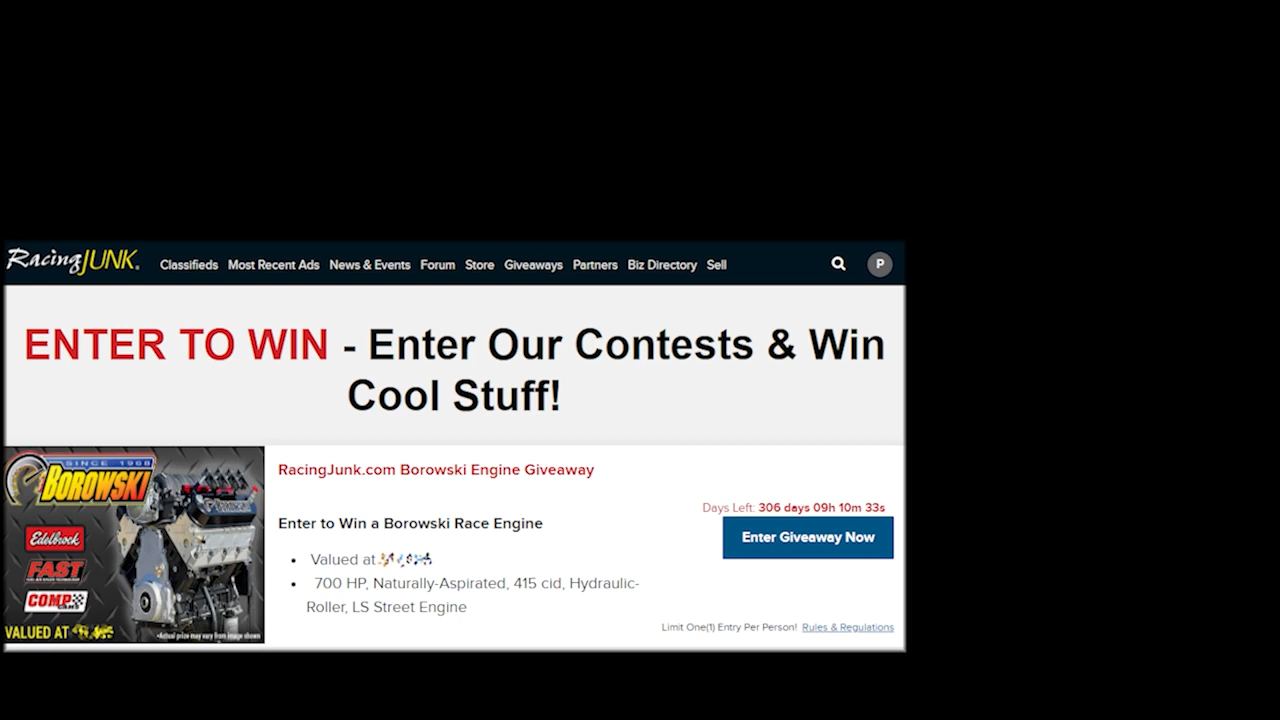 RacingJUNK.
Classifieds Most Recent Ads News & Events Forum Store Giveaways Partners Biz Directory Sell
P
ENTER TO WIN - Enter Our Contests & Win
Cool Stuff!
SINCE 1968
BOROWSKI
Edelbrock
FAST
COMP
CAMS
VALUED AT
*Actual prize may vary from image shown
RacingJunk.com Borowski Engine Giveaway
Enter to Win a Borowski Race Engine
• Valued at
• 700 HP, Naturally-Aspirated, 415 cid, Hydraulic-
Roller, LS Street Engine
Days Left: 306 days 09h 10m 33s
Enter Giveaway Now
Limit One(1) Entry Per Person! Rules & Regulations